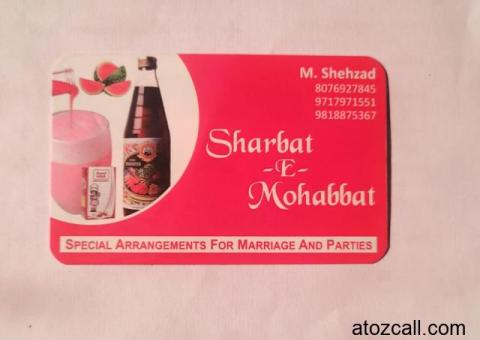 M. Shehzad
8076927845
9717971551
9818875367
Sharbat
-E-
Mohabbat
SPECIAL ARRANGEMENTS FOR MARRIAGE AND PARTIES
atozcall.com